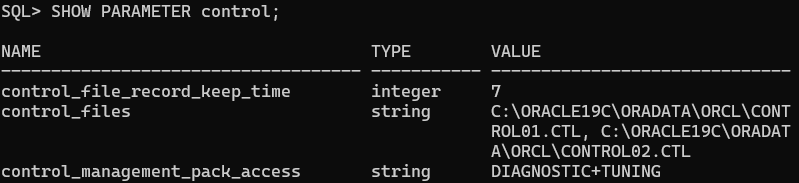 SQL> SHOW PARAMETER control;
NAME                                 TYPE        VALUE
------------------------------------ ----------- ------------------------------
control_file_record_keep_time        integer     7
control_files                        string      C:\ORACLE19C\ORADATA\ORCL\CONT
                                                 ROL01.CTL, C:\ORACLE19C\ORADAT
                                                 A\ORCL\CONTROL02.CTL
control_management_pack_access       string      DIAGNOSTIC+TUNING